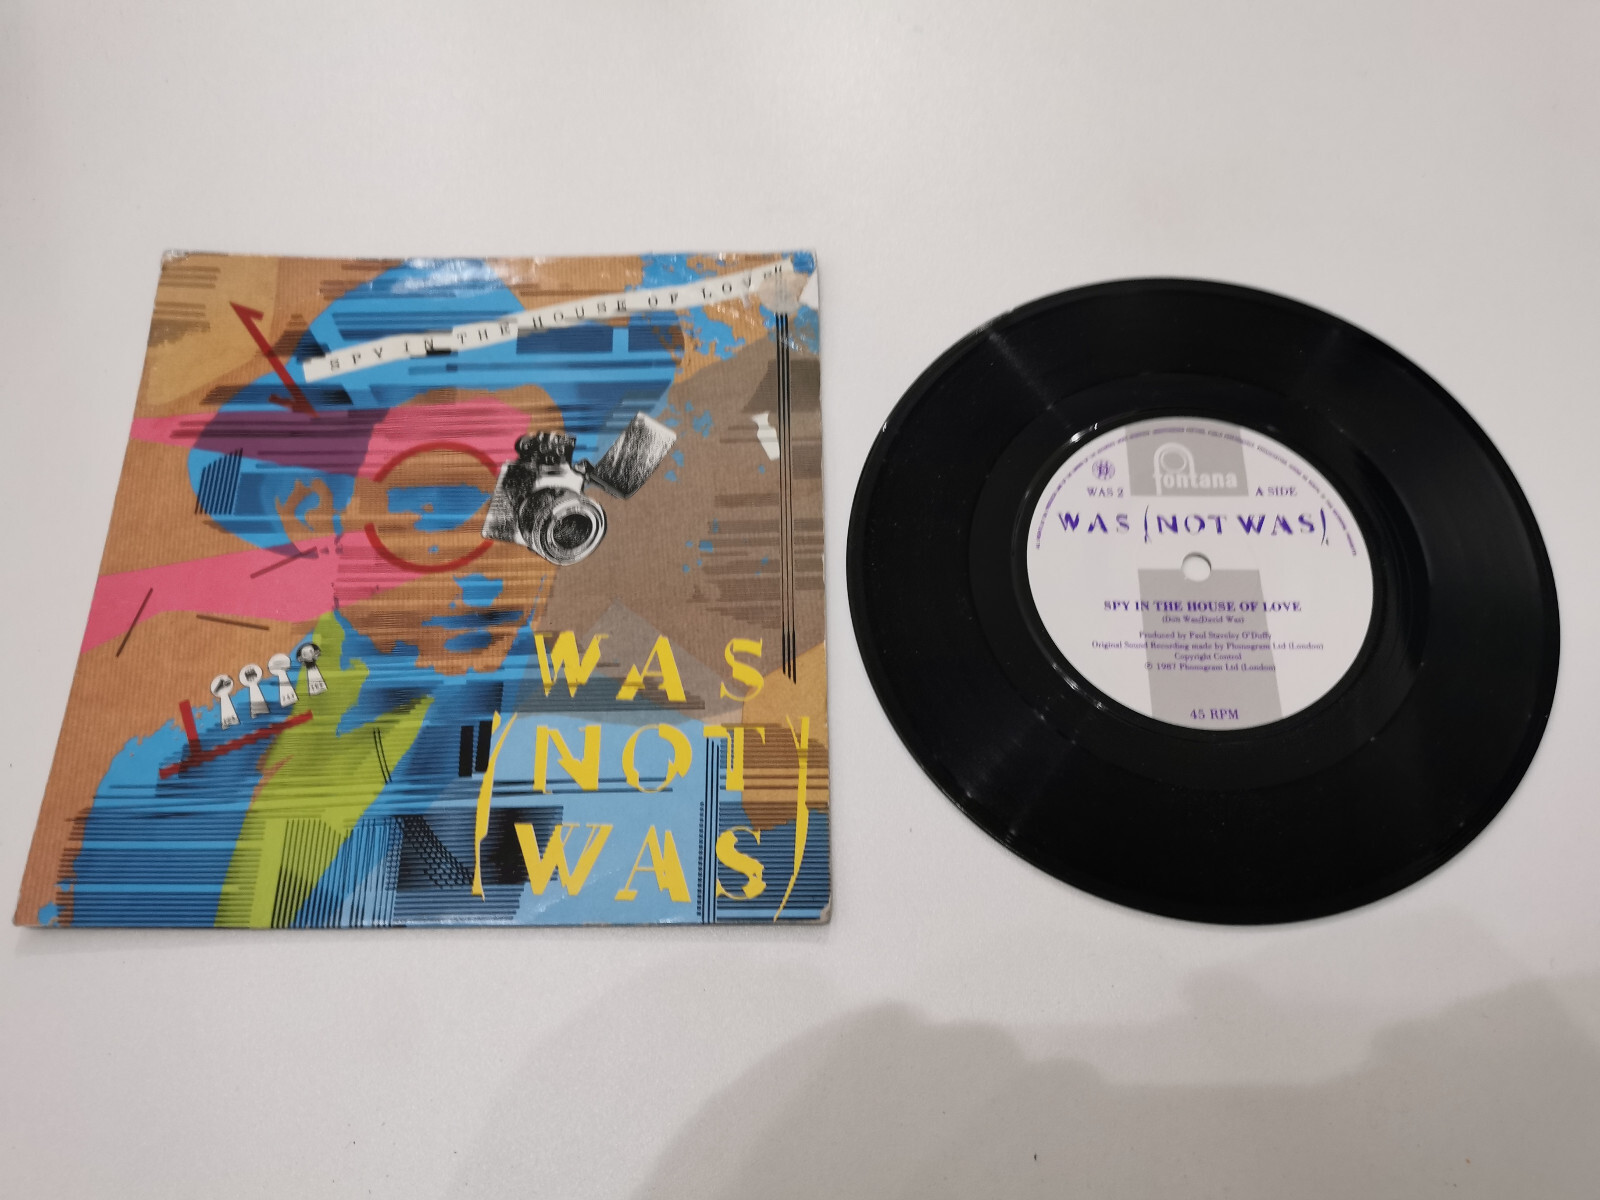 SPY IN THE HOUSE OF LOVE
WAS
(NOT
WAS)
fontana
WAS 2
A SIDE
WAS (NOT WAS)
SPY IN THE HOUSE OF LOVE
(Don Was/David Was)
Produced by Paul Staveley O'Duffy
Original Sound Recording made by Phonogram Ltd (London)
Copyright Control
℗ 1987 Phonogram Ltd (London)
45 RPM